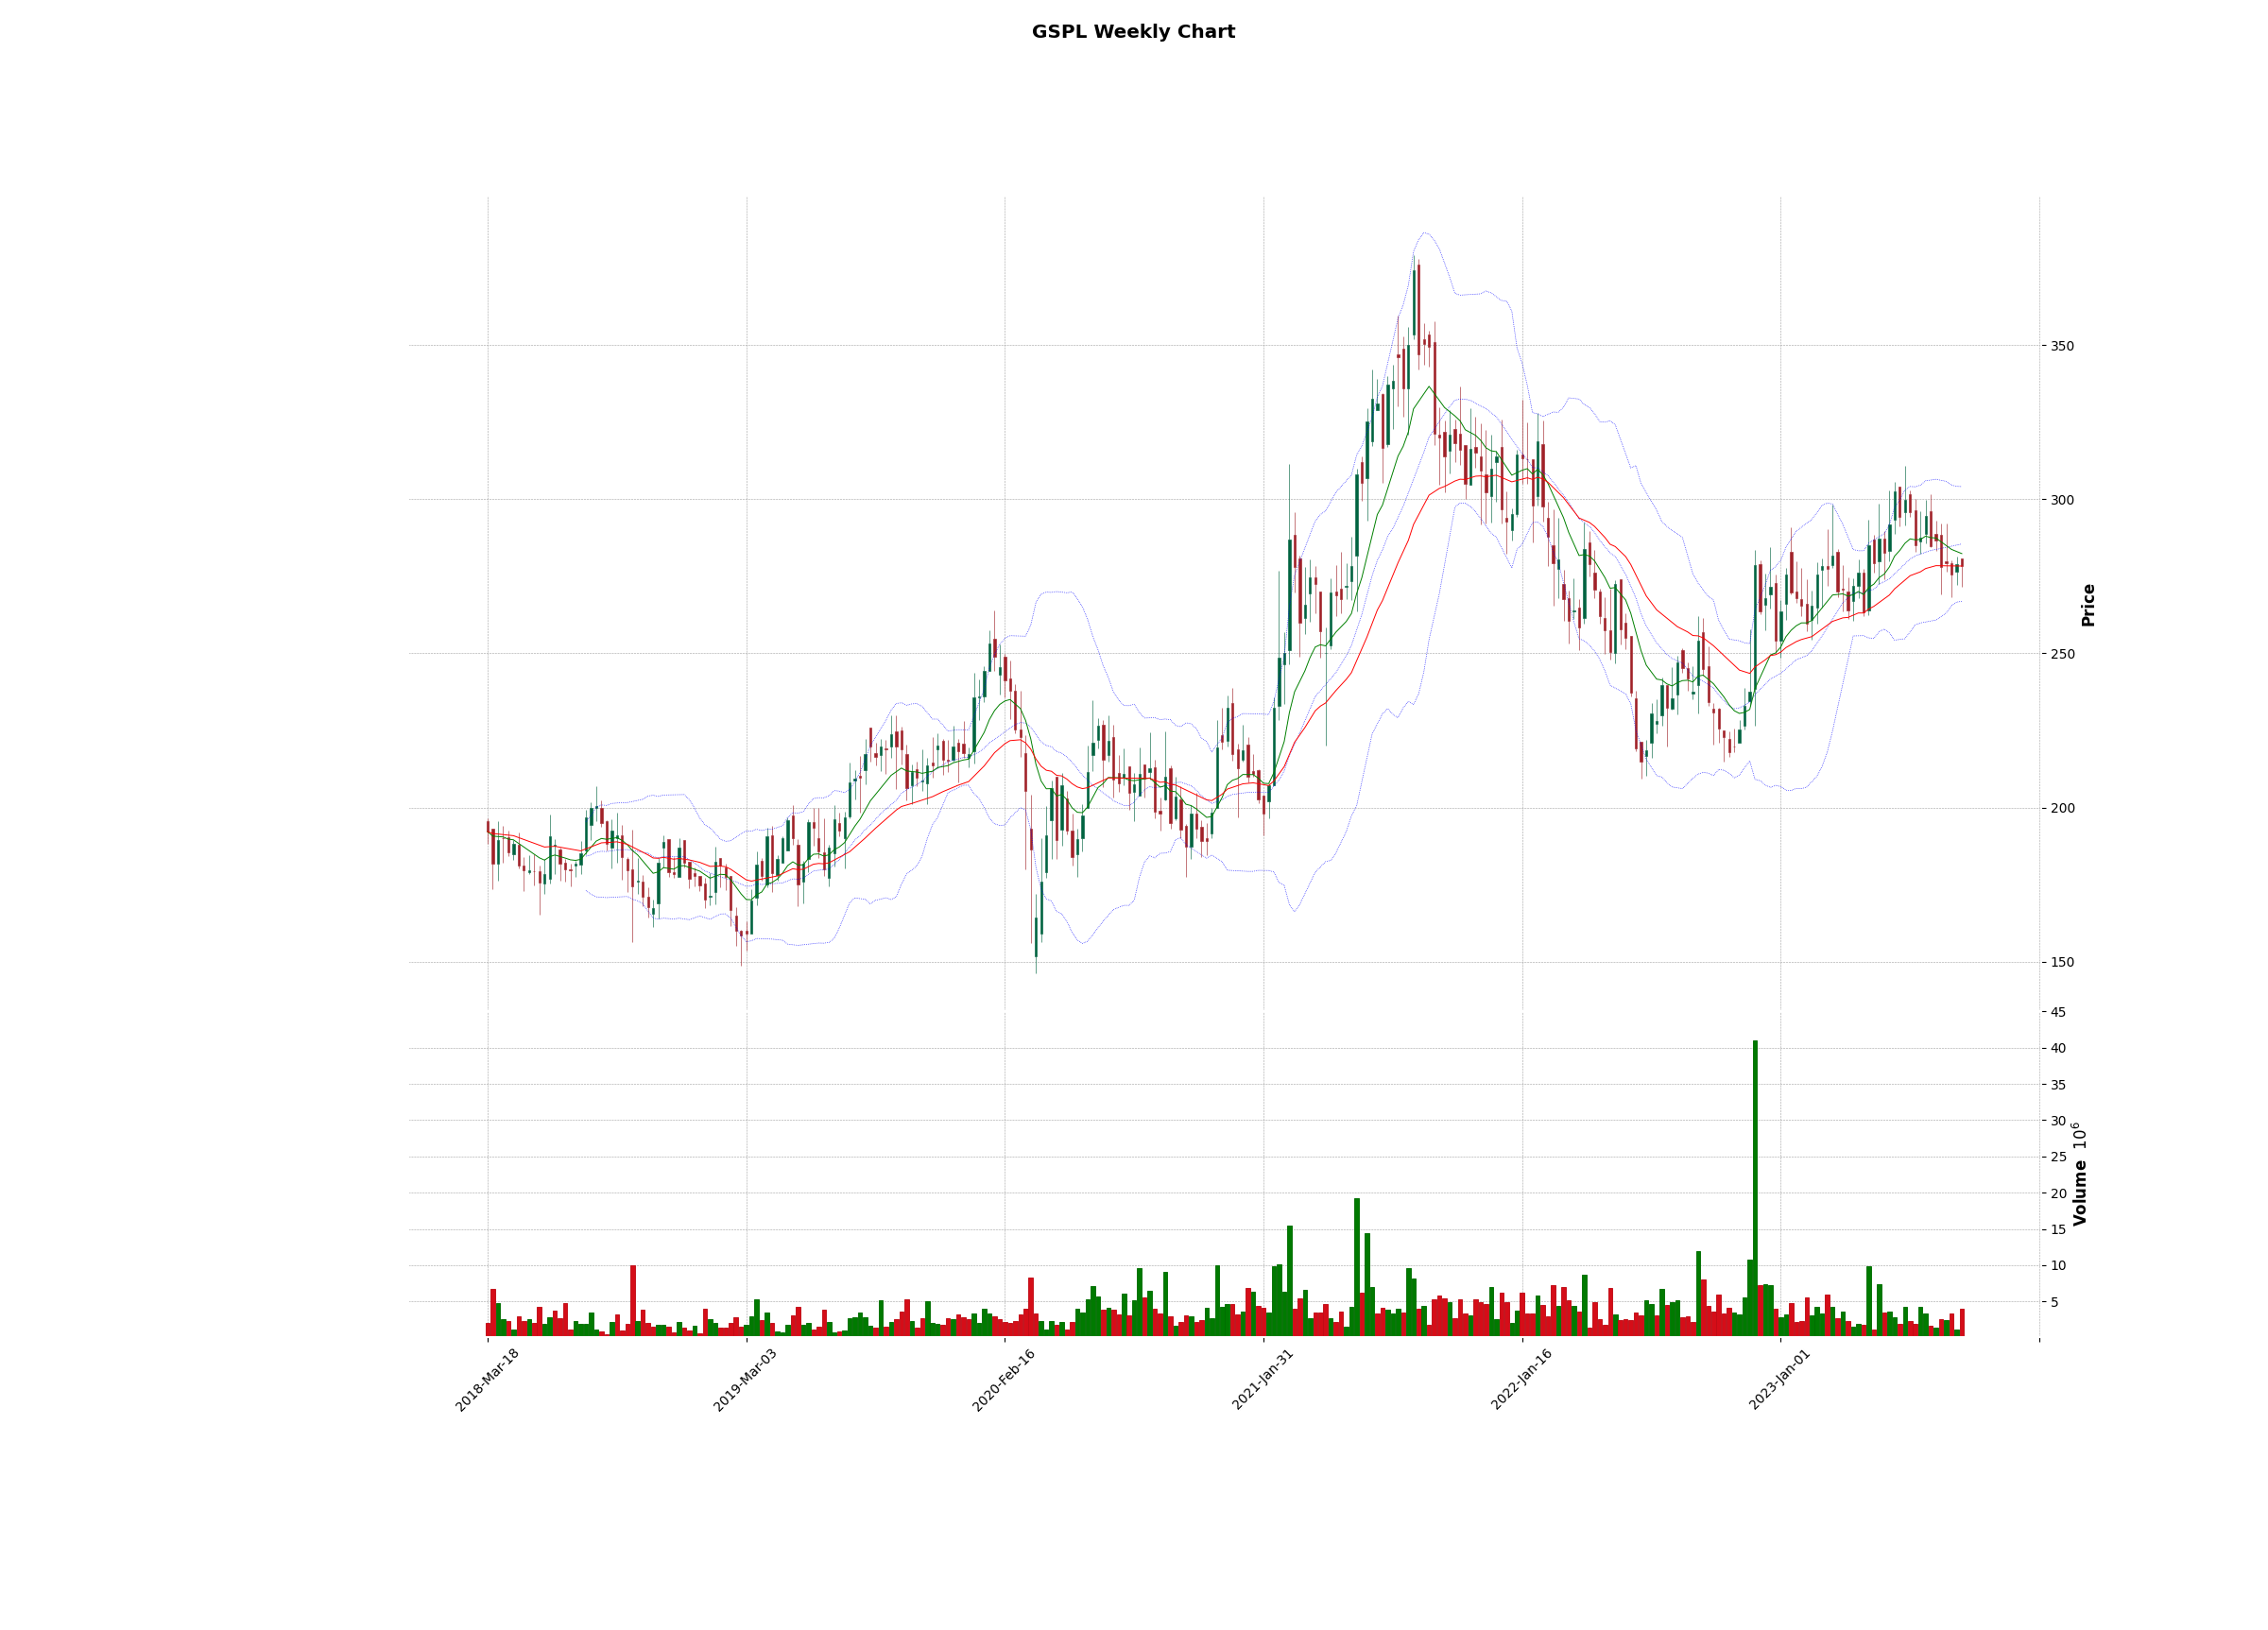 GSPL Weekly Chart
350
300
250
200
150
Price
45
40
35
30
25
20
15
10
5
Volume 10^6
2018-Mar-18
2019-Mar-03
2020-Feb-16
2021-Jan-31
2022-Jan-16
2023-Jan-01